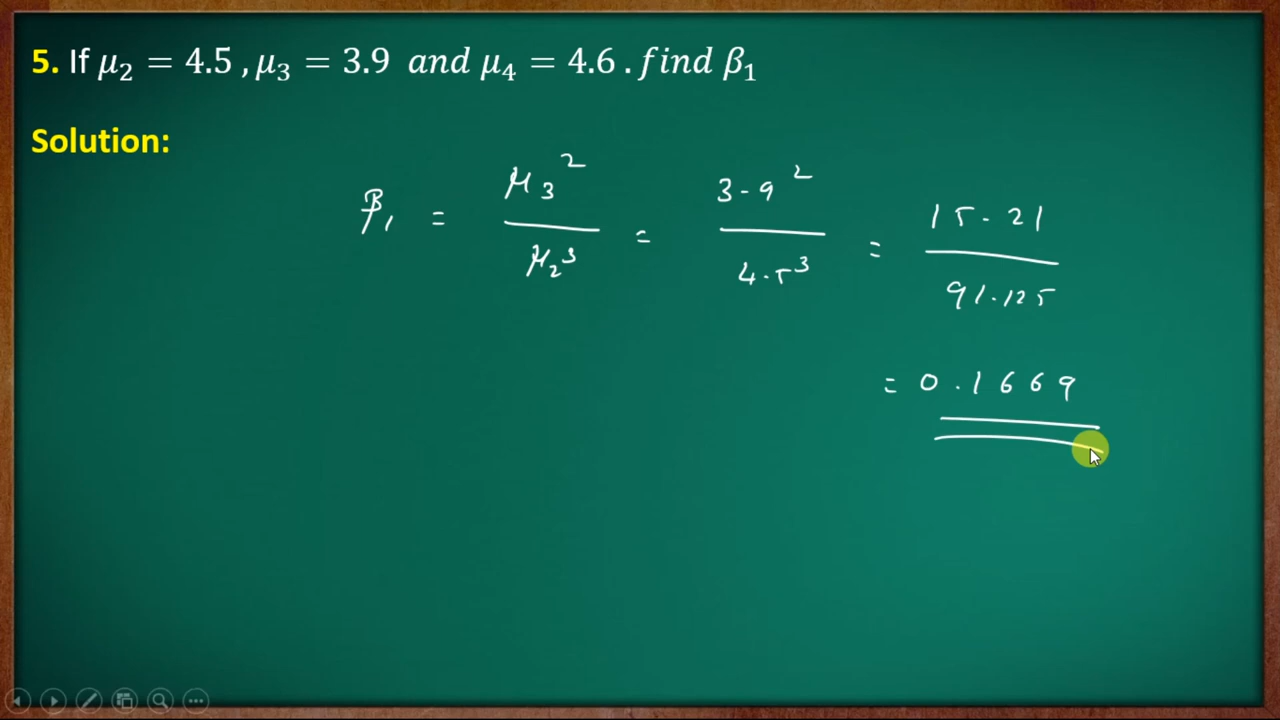 5. If μ₂ = 4.5 , μ₃ = 3.9 and μ₄ = 4.6 . find β₁
Solution:
β₁ = μ₃² / μ₂³ = 3.9² / 4.5³ = 15.21 / 91.125
= 0.1669